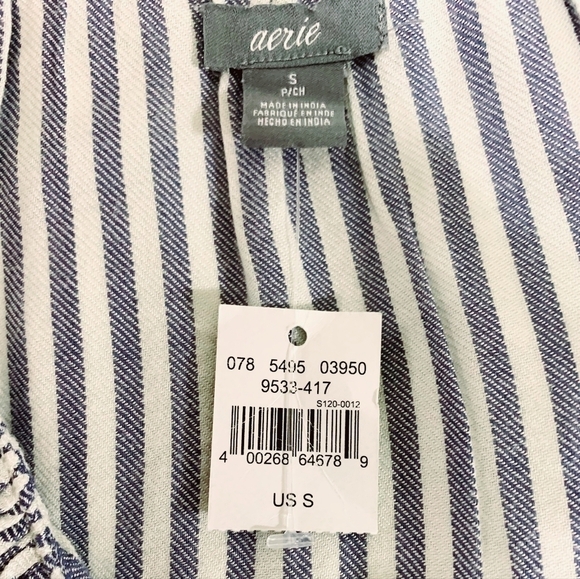 aerie
S
P/CH
MADE IN INDIA
FABRIQUÉ EN INDE
HECHO EN INDIA
078 5495 03950
9533-417
S120-0012
4 00268 64678 9
US S